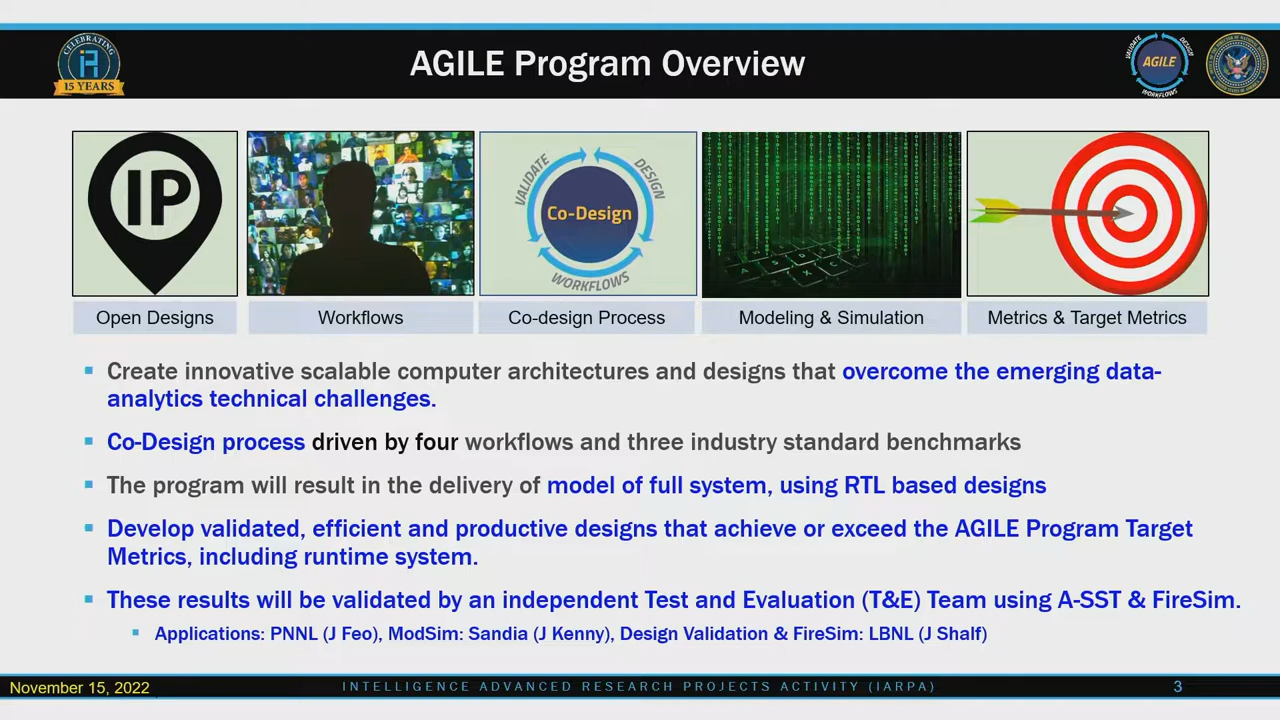 CELEBRATING
15 YEARS
AGILE Program Overview
VALIDATE
DESIGN
AGILE
WORKFLOWS
IP
VALIDATE
DESIGN
Co-Design
WORKFLOWS
Open Designs
Workflows
Co-design Process
Modeling & Simulation
Metrics & Target Metrics
Create innovative scalable computer architectures and designs that overcome the emerging data-
analytics technical challenges.
Co-Design process driven by four workflows and three industry standard benchmarks
The program will result in the delivery of model of full system, using RTL based designs
Develop validated, efficient and productive designs that achieve or exceed the AGILE Program Target
Metrics, including runtime system.
These results will be validated by an independent Test and Evaluation (T&E) Team using A-SST & FireSim.
Applications: PNNL (J Feo), ModSim: Sandia (J Kenny), Design Validation & FireSim: LBNL (J Shalf)
November 15, 2022
INTELLIGENCE ADVANCED RESEARCH PROJECTS ACTIVITY (IARPA)
3